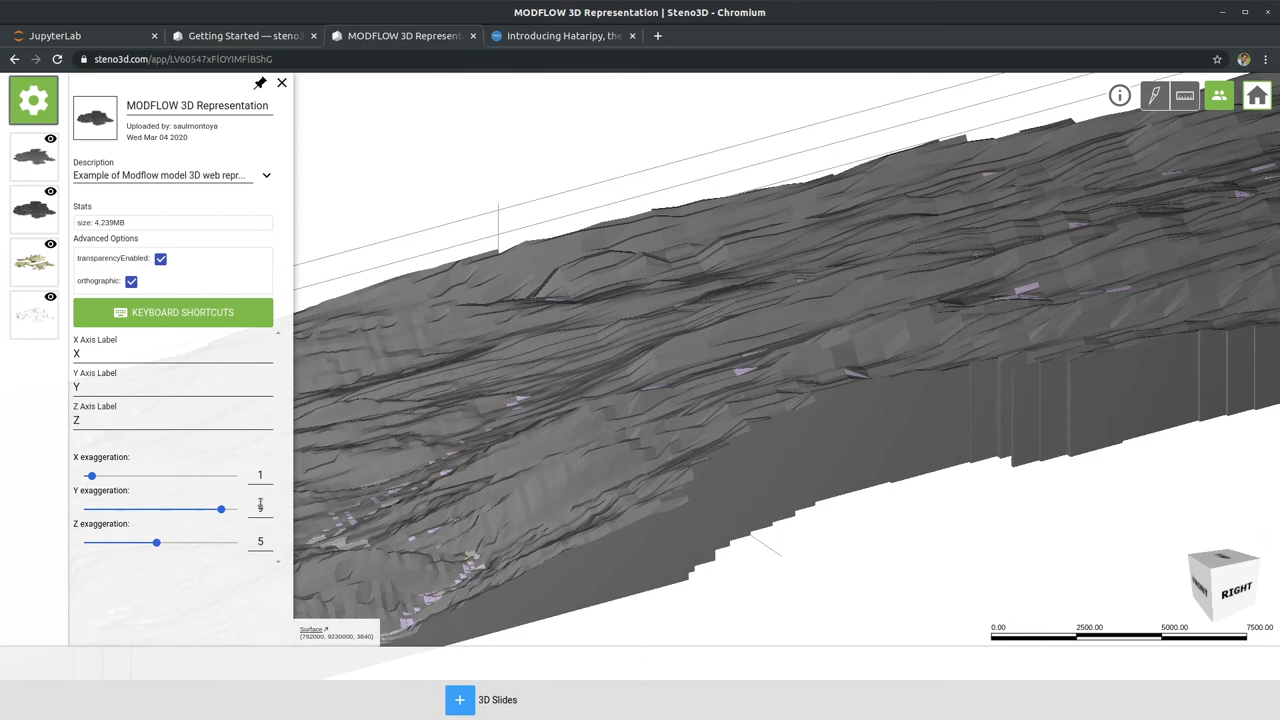 MODFLOW 3D Representation | Steno3D - Chromium
JupyterLab
Getting Started — steno3
MODFLOW 3D Represent
Introducing Hataripy, the
steno3d.com/app/LV60547xFlOYIMFlBShG
MODFLOW 3D Representation
Uploaded by: saulmontoya
Wed Mar 04 2020
Description
Example of Modflow model 3D web repr...
Stats
size: 4.239MB
Advanced Options
transparencyEnabled:
orthographic:
KEYBOARD SHORTCUTS
X Axis Label
X
Y Axis Label
Y
Z Axis Label
Z
X exaggeration:
1
Y exaggeration:
Z exaggeration:
5
Surface
(792000, 9230000, 3840)
RIGHT
0.00 2500.00 5000.00 7500.00
3D Slides